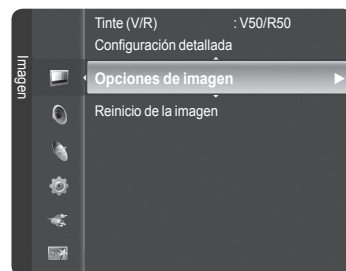 Imagen
Tinte (V/R) : V50/R50
Configuración detallada
Opciones de imagen
Reinicio de la imagen